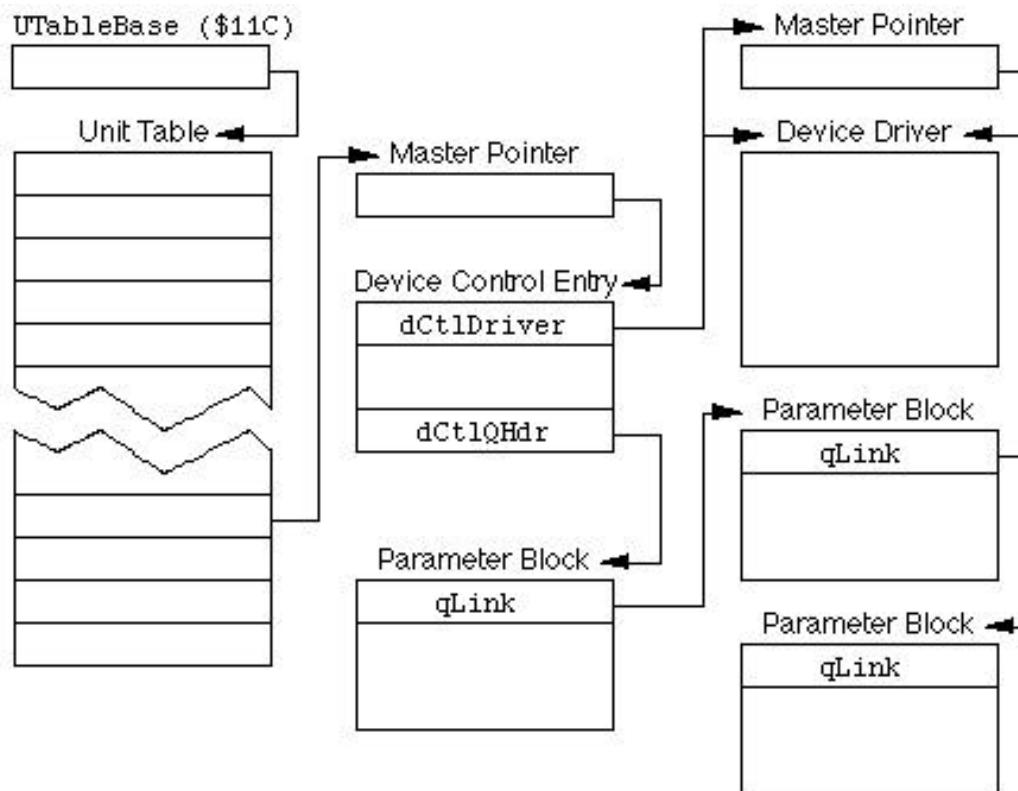 UTableBase ($11C)
Unit Table
Master Pointer
Device Control Entry
dCtlDriver
dCtlQHdr
Parameter Block
qLink
Master Pointer
Device Driver
Parameter Block
qLink
Parameter Block
qLink